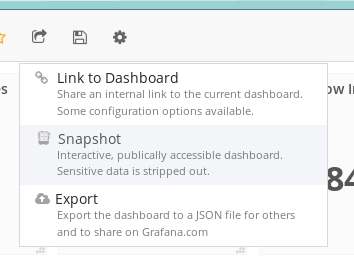 Link to Dashboard
Share an internal link to the current dashboard.
Some configuration options available.
Snapshot
Interactive, publically accessible dashboard.
Sensitive data is stripped out.
Export
Export the dashboard to a JSON file for others
and to share on Grafana.com